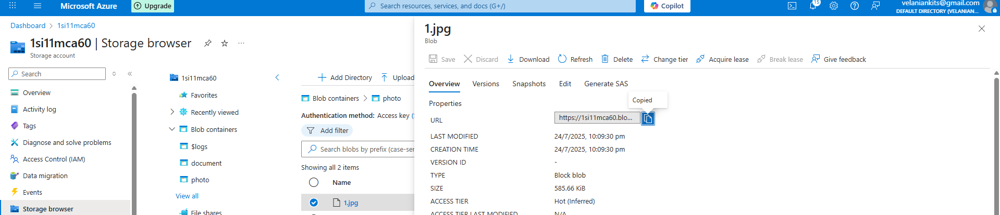 Microsoft Azure
Upgrade
Search resources, services, and docs (G+/)
Copilot
15
velaniankits@gmail.com
DEFAULT DIRECTORY (VELANIAN...
Dashboard > 1si11mca60
1si11mca60 | Storage browser
Storage account
Search
Overview
Activity log
Tags
Diagnose and solve problems
Access Control (IAM)
Data migration
Events
Storage browser
1si11mca60
Favorites
Recently viewed
Blob containers
$logs
document
photo
View all
File shares
Add Directory
Upload
Blob containers > photo
Authentication method: Access key (
Add filter
Search blobs by prefix (case-se
Showing all 2 items
Name
1.jpg
1.jpg
Blob
Save
Discard
Download
Refresh
Delete
Change tier
Acquire lease
Break lease
Give feedback
Overview
Versions
Snapshots
Edit
Generate SAS
Copied
Properties
URL https://1si11mca60.blo...
LAST MODIFIED 24/7/2025, 10:09:30 pm
CREATION TIME 24/7/2025, 10:09:30 pm
VERSION ID -
TYPE Block blob
SIZE 585.66 KiB
ACCESS TIER Hot (Inferred)
ACCESS TIER LAST MODIFIED N/A